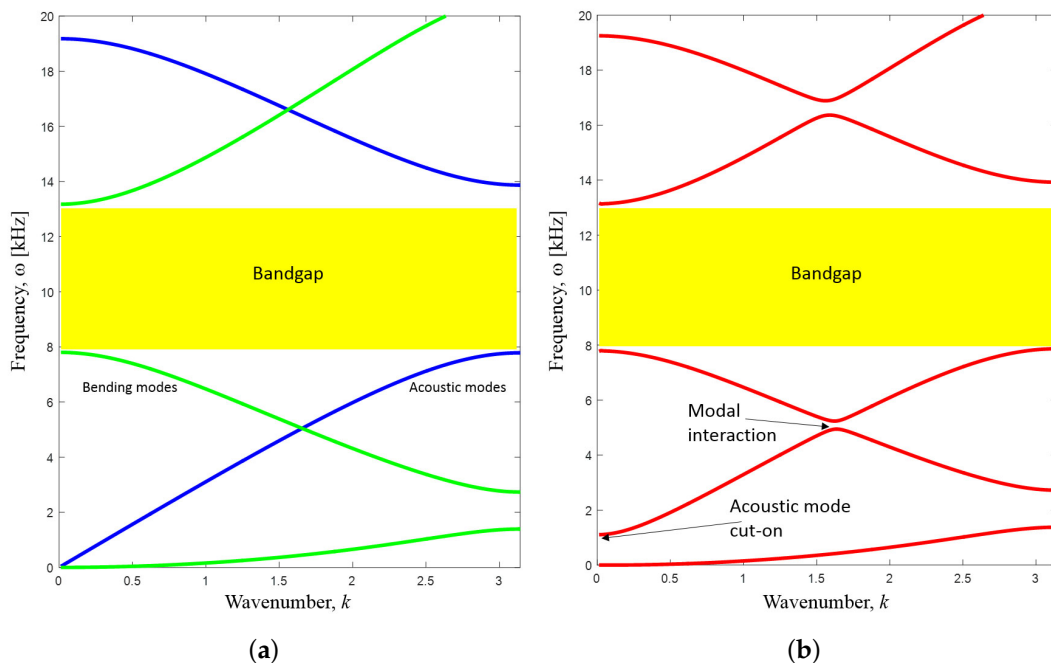 20
18
16
14
12
10
8
6
4
2
0
Frequency, ω [kHz]
Bandgap
Bending modes
Acoustic modes
0
0.5
1
1.5
2
2.5
3
Wavenumber, k
(a)
20
18
16
14
12
10
8
6
4
2
0
Frequency, ω [kHz]
Bandgap
Modal
interaction
Acoustic mode
cut-on
0
0.5
1
1.5
2
2.5
3
Wavenumber, k
(b)